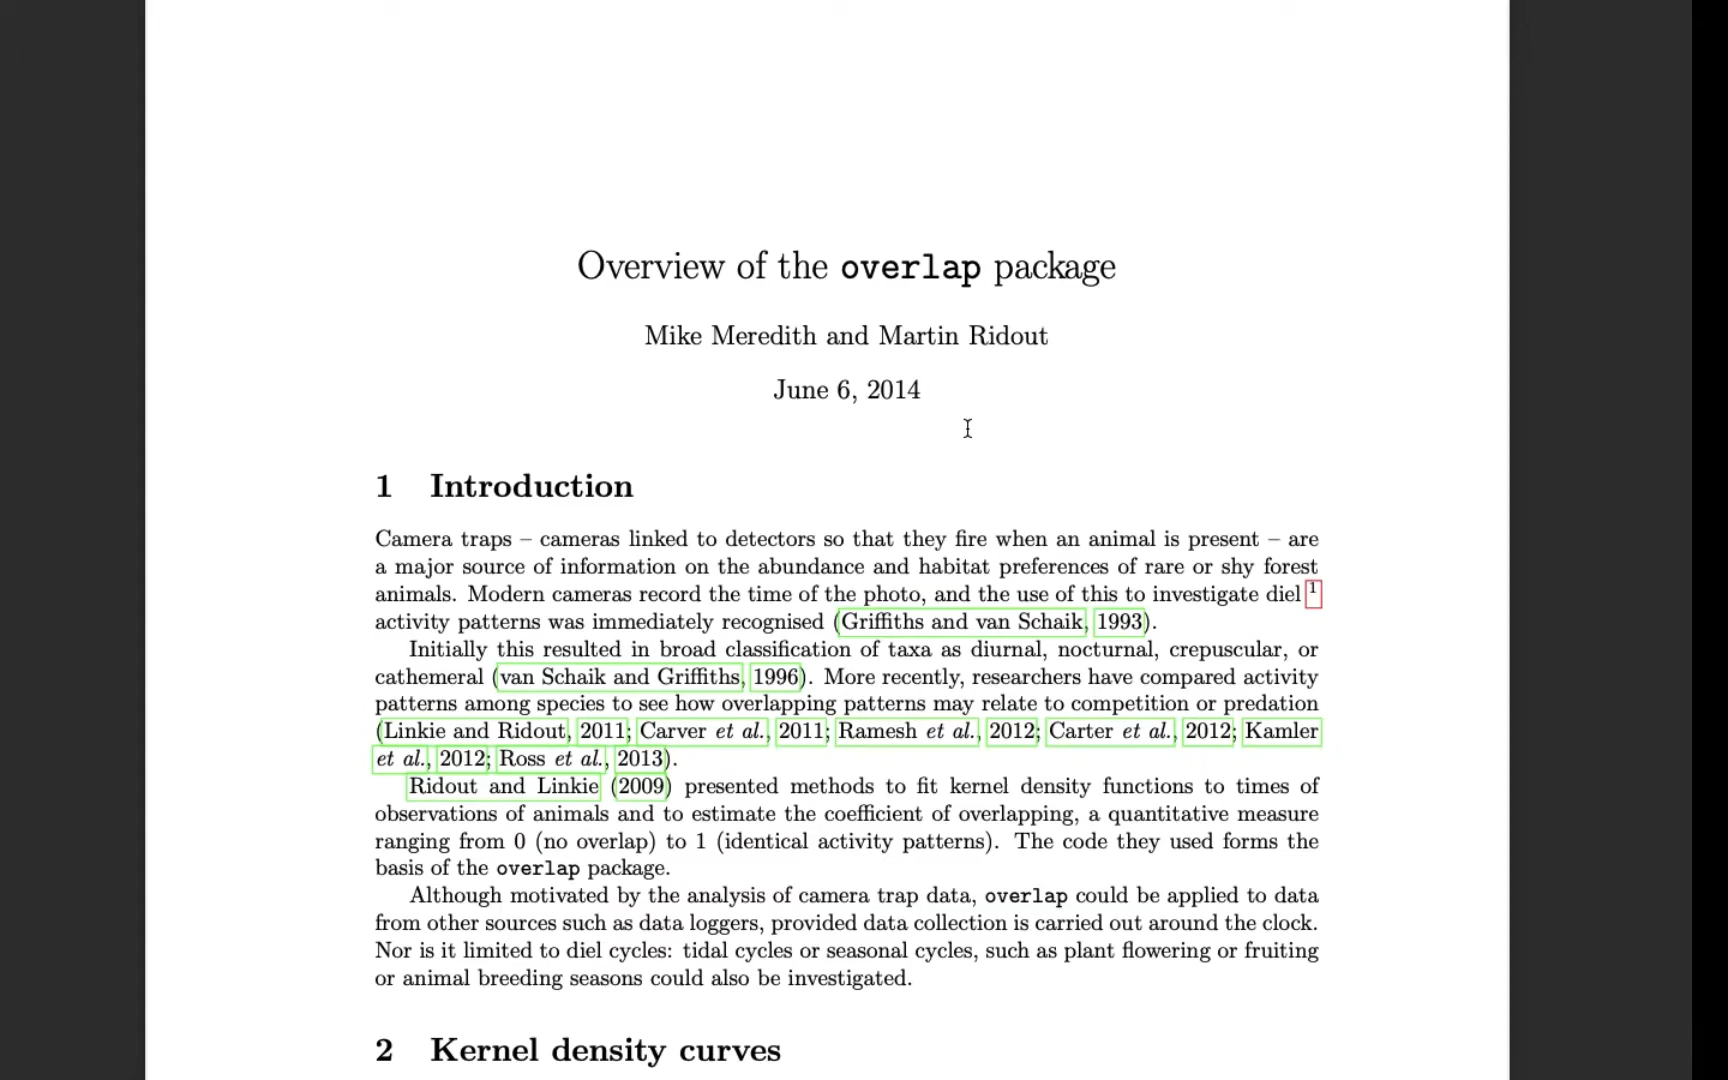 Overview of the overlap package
Mike Meredith and Martin Ridout
June 6, 2014
1 Introduction
Camera traps – cameras linked to detectors so that they fire when an animal is present – are
a major source of information on the abundance and habitat preferences of rare or shy forest
animals. Modern cameras record the time of the photo, and the use of this to investigate diel 1
activity patterns was immediately recognised (Griffiths and van Schaik, 1993).
Initially this resulted in broad classification of taxa as diurnal, nocturnal, crepuscular, or
cathemeral (van Schaik and Griffiths, 1996). More recently, researchers have compared activity
patterns among species to see how overlapping patterns may relate to competition or predation
(Linkie and Ridout, 2011; Carver et al., 2011; Ramesh et al., 2012; Carter et al., 2012; Kamler
et al., 2012; Ross et al., 2013).
Ridout and Linkie (2009) presented methods to fit kernel density functions to times of
observations of animals and to estimate the coefficient of overlapping, a quantitative measure
ranging from 0 (no overlap) to 1 (identical activity patterns). The code they used forms the
basis of the overlap package.
Although motivated by the analysis of camera trap data, overlap could be applied to data
from other sources such as data loggers, provided data collection is carried out around the clock.
Nor is it limited to diel cycles: tidal cycles or seasonal cycles, such as plant flowering or fruiting
or animal breeding seasons could also be investigated.
2 Kernel density curves